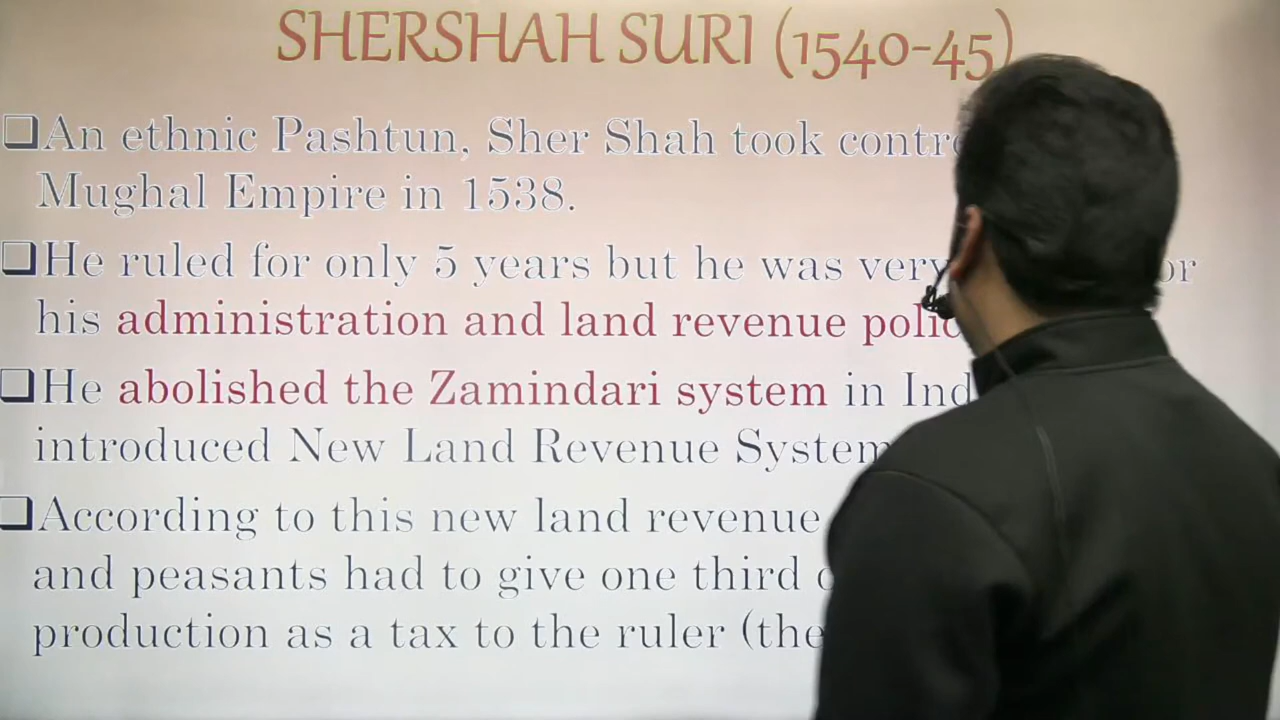 SHERSHAH SURI (1540-45)
❑An ethnic Pashtun, Sher Shah took
Mughal Empire in 1538.
❑He ruled for only 5 years but he was very
his administration and land revenue
❑He abolished the Zamindari system in
introduced New Land Revenue System
❑According to this new land revenue
and peasants had to give one third
production as a tax to the ruler (the